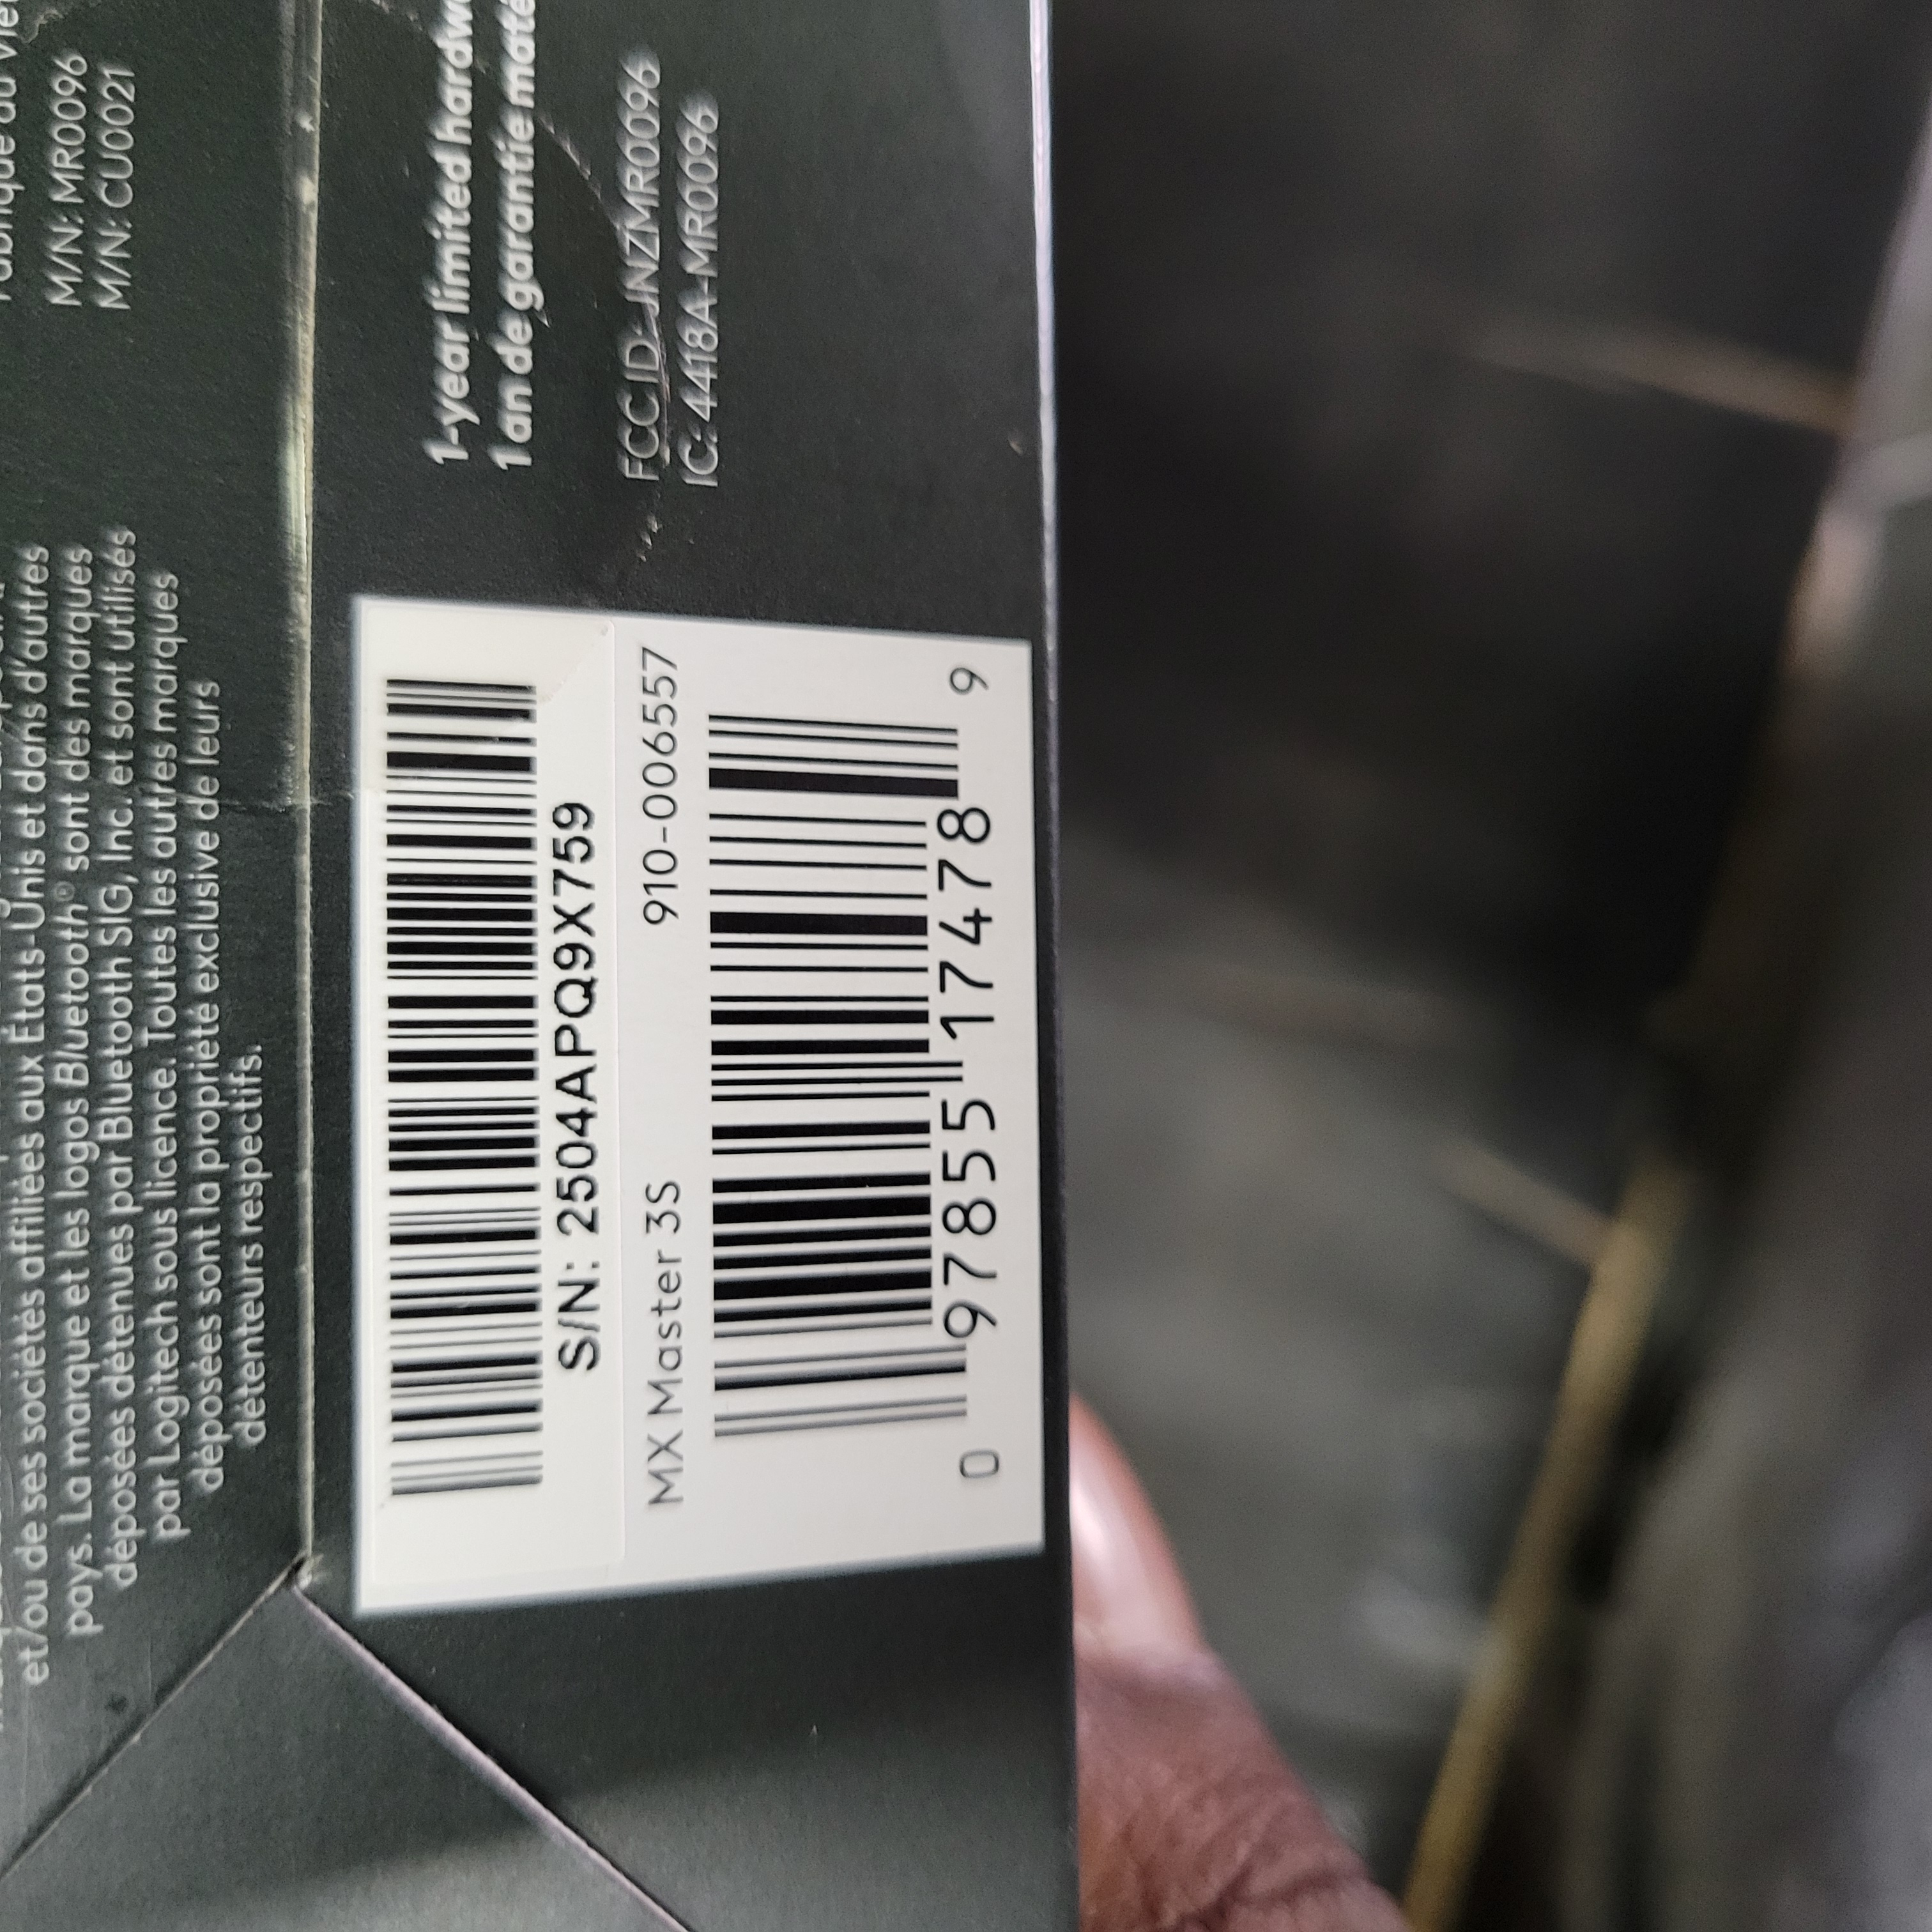 M/N: MR0096
M/N: CU0021
et/ou de ses sociétés affiliées aux États-Unis et dans d'autres
pays. La marque et les logos Bluetooth® sont des marques
déposées détenues par Bluetooth SIG, Inc. et sont utilisés
par Logitech sous licence. Toutes les autres marques
déposées sont la propriété exclusive de leurs
détenteurs respectifs.
1-year limited
1 an de garantie
FCC ID: JNZMR0096
IC: 4418A-MR0096
S/N: 2504APQ9X759
MX Master 3S 910-006557
0 97855 17478 9